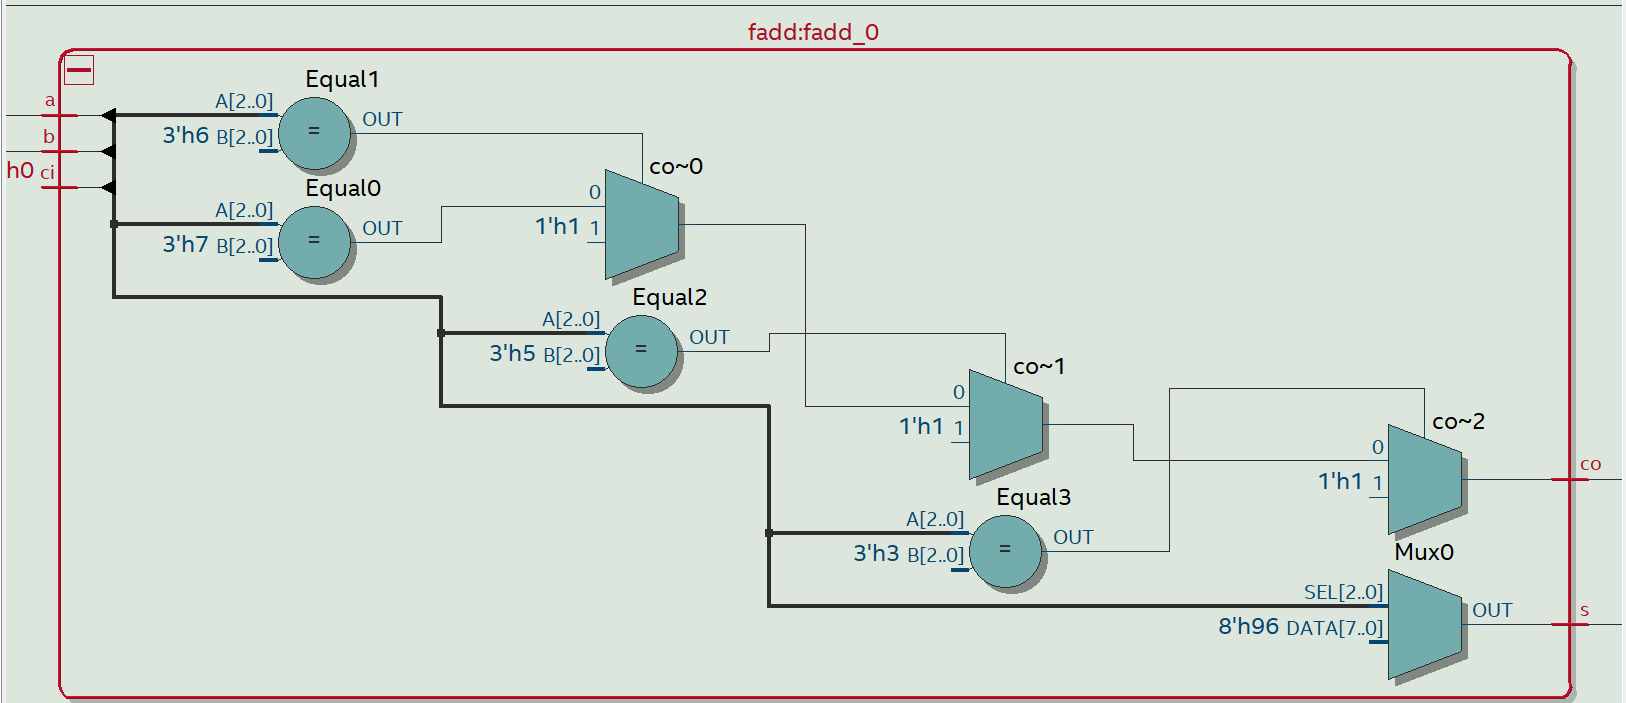 fadd:fadd_0
Equal1
a
A[2..0]
OUT
=
3'h6 B[2..0]
b
co~0
h0 ci
Equal0
0
A[2..0]
OUT
1'h1 1
=
3'h7 B[2..0]
Equal2
A[2..0]
OUT
=
3'h5 B[2..0]
co~1
0
1'h1 1
co~2
0
co
1'h1 1
Equal3
A[2..0]
OUT
=
3'h3 B[2..0]
Mux0
SEL[2..0]
OUT
s
8'h96 DATA[7..0]